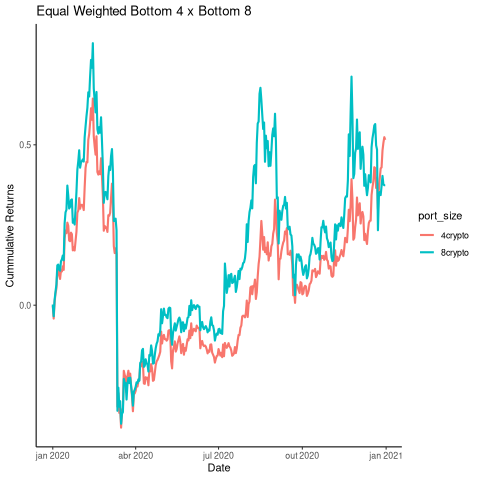 Equal Weighted Bottom 4 x Bottom 8
Cummulative Returns
0.5
0.0
jan 2020
abr 2020
jul 2020
out 2020
jan 2021
Date
port_size
4crypto
8crypto